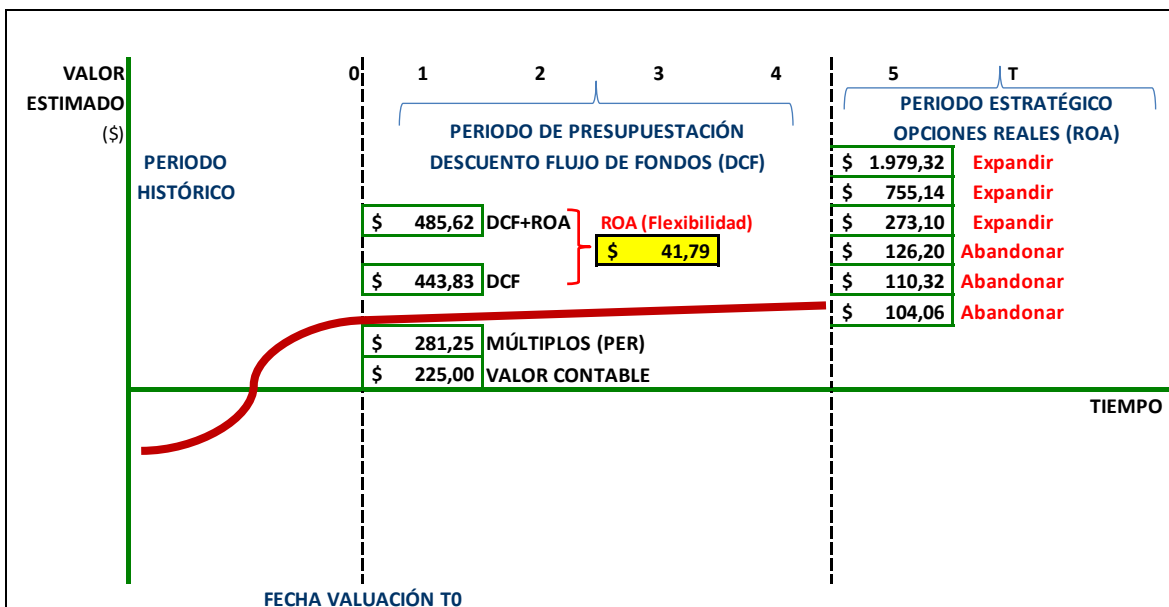 VALOR 0 1 2 3 4 5 T
ESTIMADO PERIODO ESTRATÉGICO
($) PERIODO DE PRESUPUESTACIÓN OPCIONES REALES (ROA)
PERIODO DESCUENTO FLUJO DE FONDOS (DCF) $ 1.979,32 Expandir
HISTÓRICO $ 755,14 Expandir
$ 485,62 DCF+ROA ROA (Flexibilidad) $ 273,10 Expandir
$ 41,79 $ 126,20 Abandonar
$ 443,83 DCF $ 110,32 Abandonar
$ 104,06 Abandonar
$ 281,25 MÚLTIPLOS (PER)
$ 225,00 VALOR CONTABLE
TIEMPO
FECHA VALUACIÓN T0